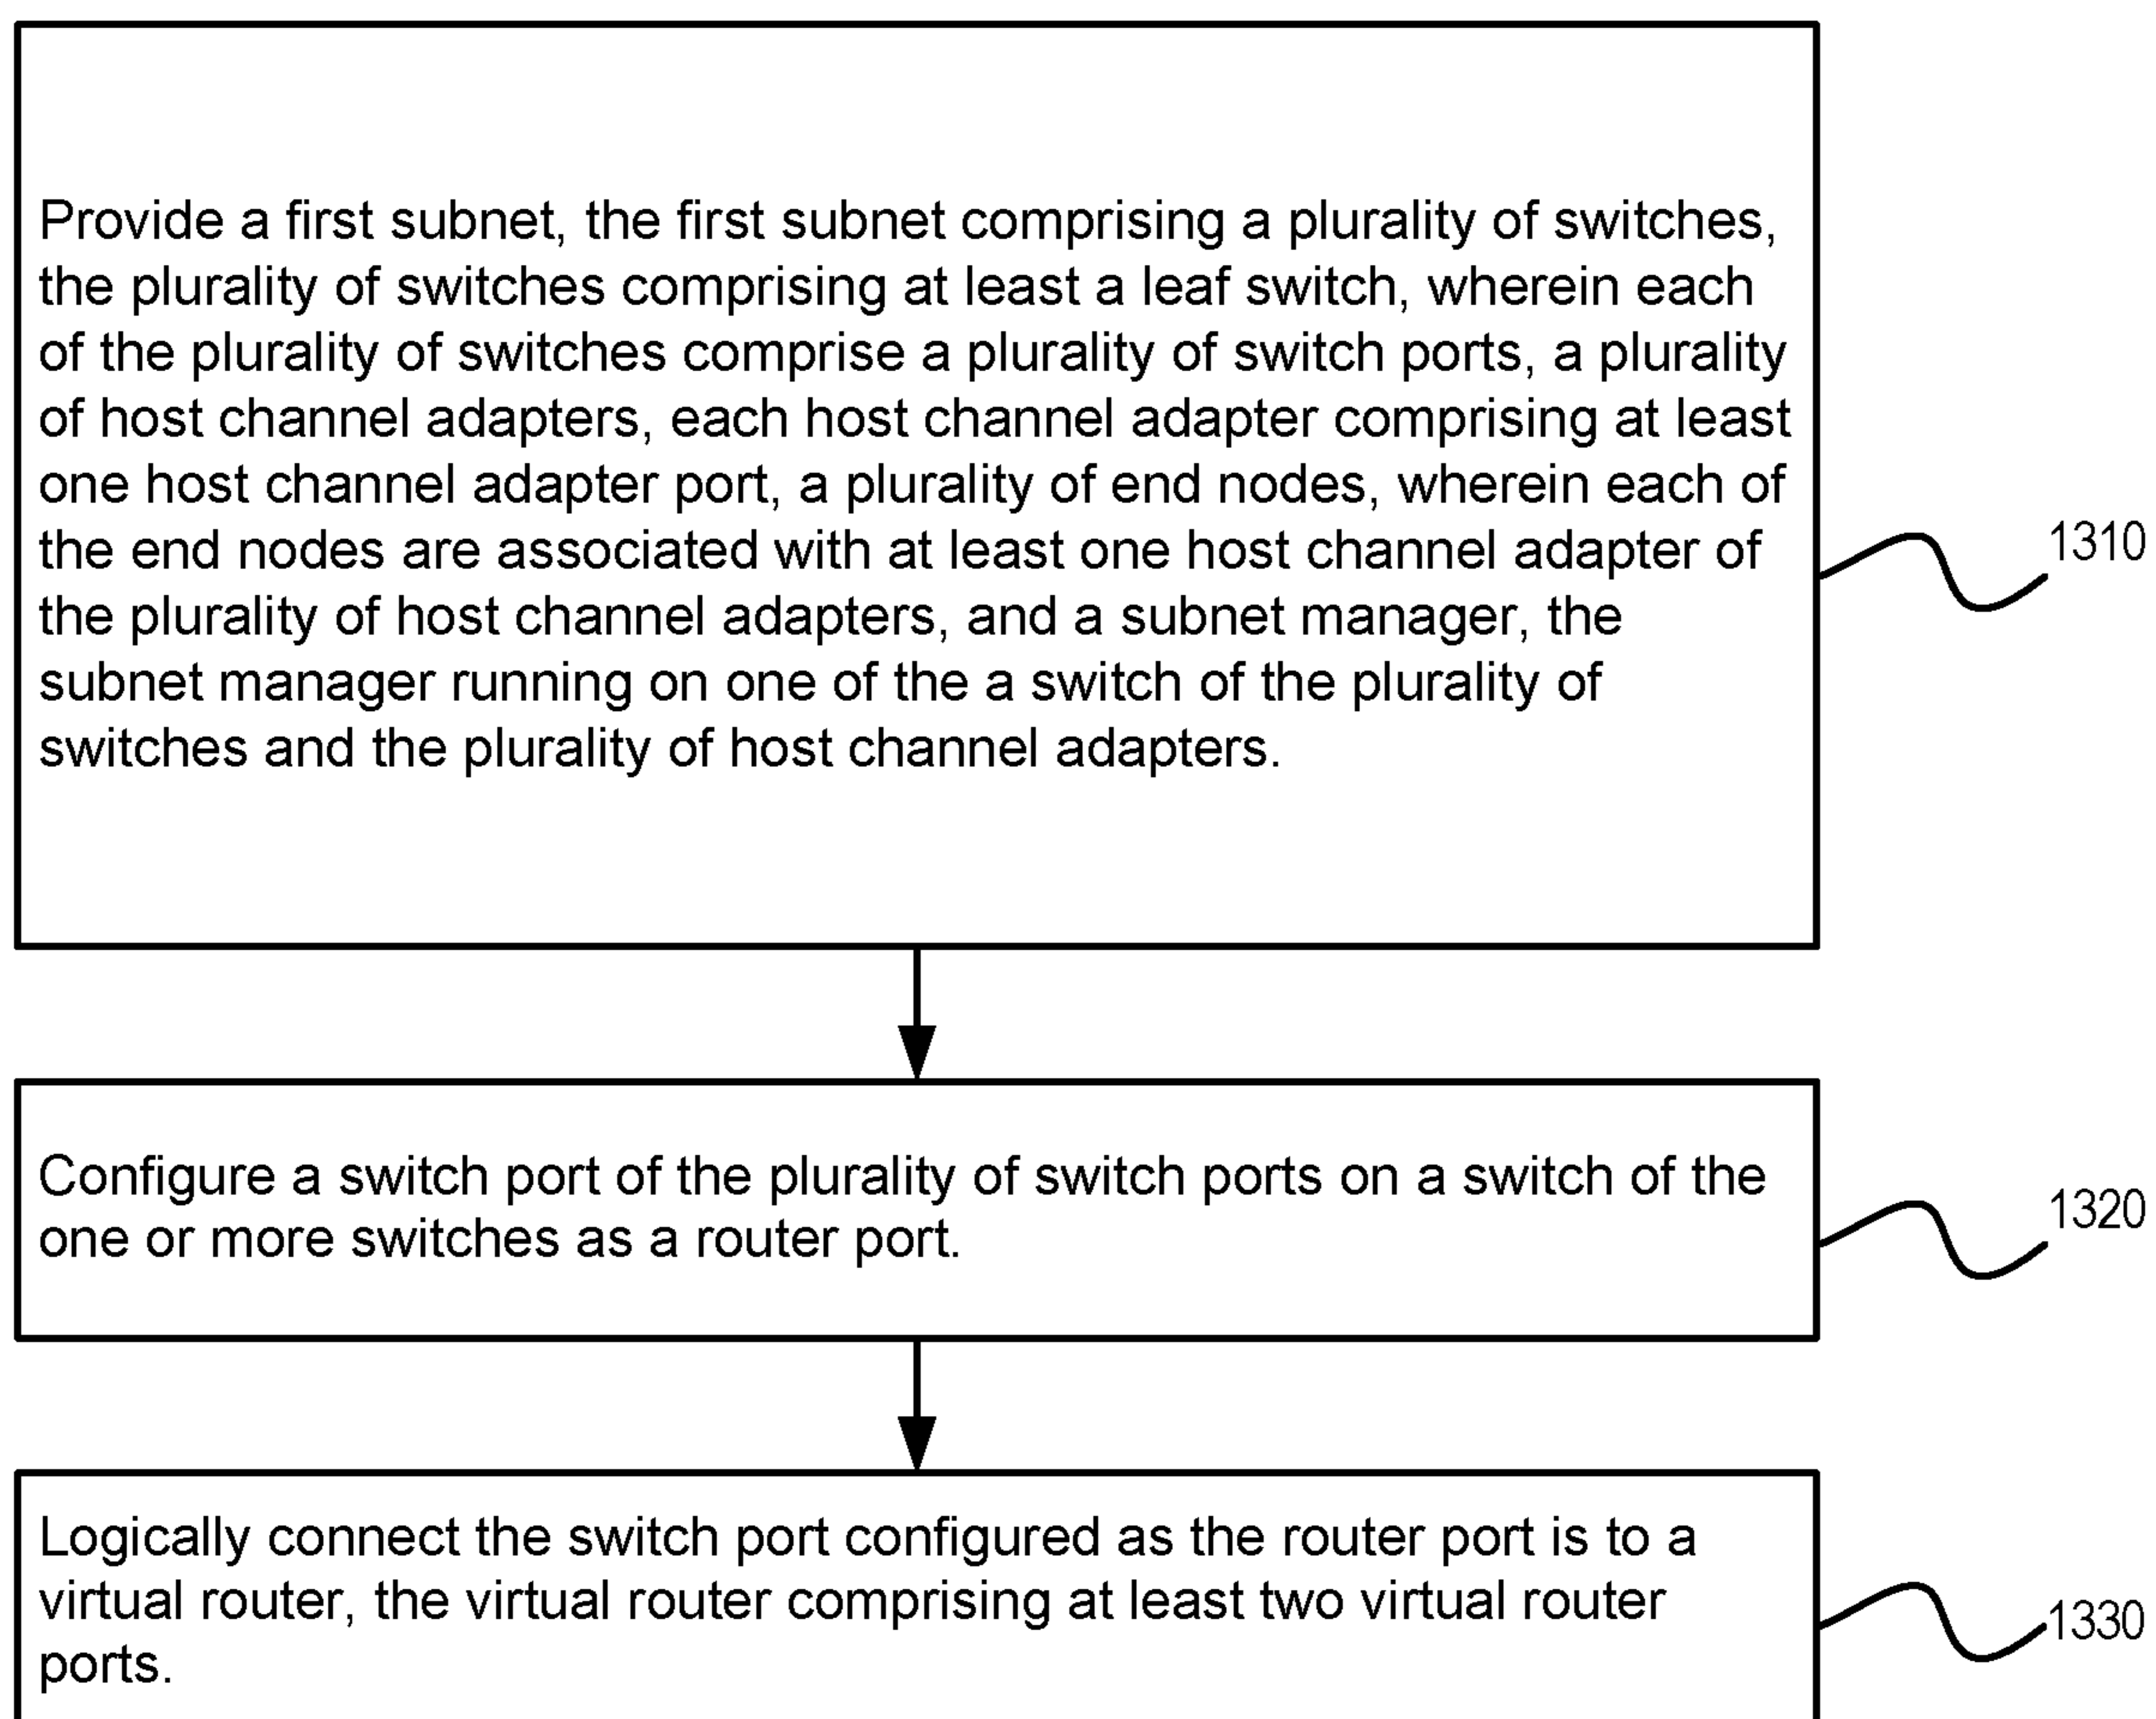 Provide a first subnet, the first subnet comprising a plurality of switches,
the plurality of switches comprising at least a leaf switch, wherein each
of the plurality of switches comprise a plurality of switch ports, a plurality
of host channel adapters, each host channel adapter comprising at least
one host channel adapter port, a plurality of end nodes, wherein each of
the end nodes are associated with at least one host channel adapter of
the plurality of host channel adapters, and a subnet manager, the
subnet manager running on one of the a switch of the plurality of
switches and the plurality of host channel adapters.
1310
Configure a switch port of the plurality of switch ports on a switch of the
one or more switches as a router port.
1320
Logically connect the switch port configured as the router port is to a
virtual router, the virtual router comprising at least two virtual router
ports.
1330